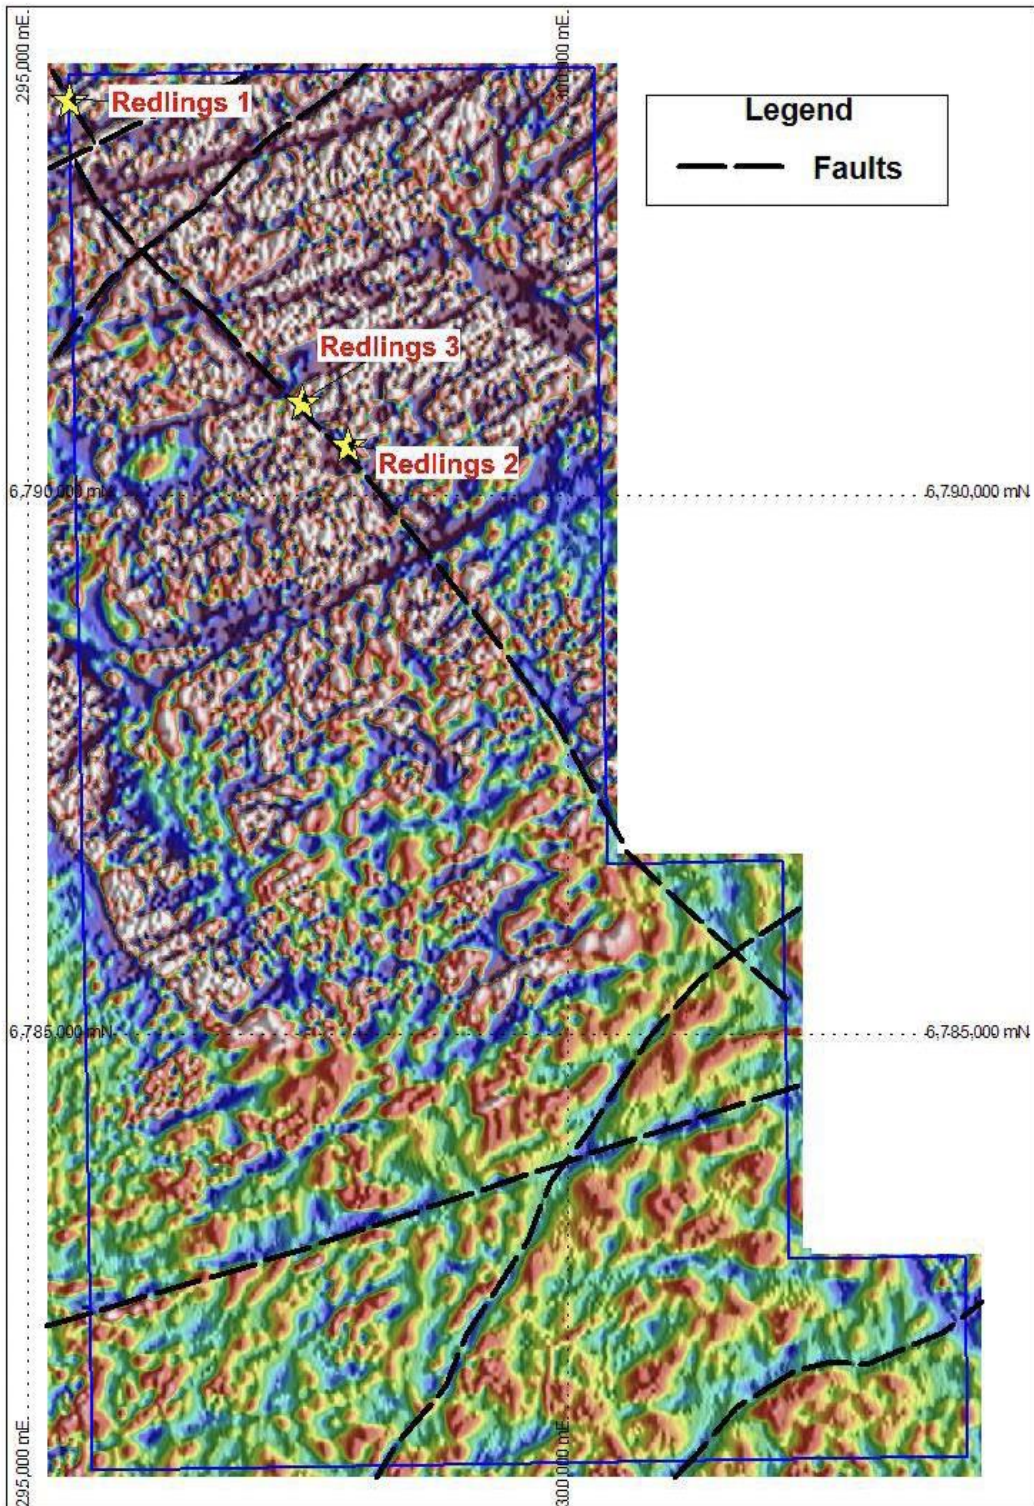 295,000 mE
300,000 mE
Legend
Faults
Redlings 1
Redlings 3
Redlings 2
6,790,000 mN
6,790,000 mN
6,785,000 mN
6,785,000 mN
295,000 mE
300,000 mE